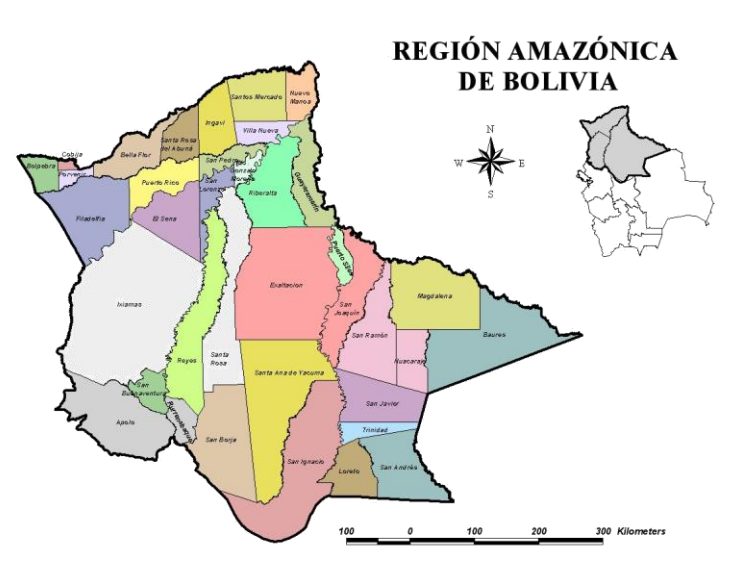 REGIÓN AMAZÓNICA
DE BOLIVIA
N
W E
S
Nuevo
Manoa
Santos Mercado
Ingavi
Villa Nueva
Santa Rosa
del Abuná
Bella Flor
Cobija
Porvenir
Bolpebra
San Pedro
Gonzalo
Moreno
San
Lorenzo
Puerto Rico
Riberalta
Guayaramerín
Filadelfia
El Sena
Puerto Siles
Ixiamas
Exaltacion
San
Joaquín
Magdalena
Baures
San Ramón
Huacaraje
Reyes
Santa
Rosa
Santa Ana de Yacuma
San
Buenaventura
Rurrenabaque
Apolo
San Borja
San Javier
Trinidad
San Ignacio
Loreto
San Andrés
100 0 100 200 300 Kilometers